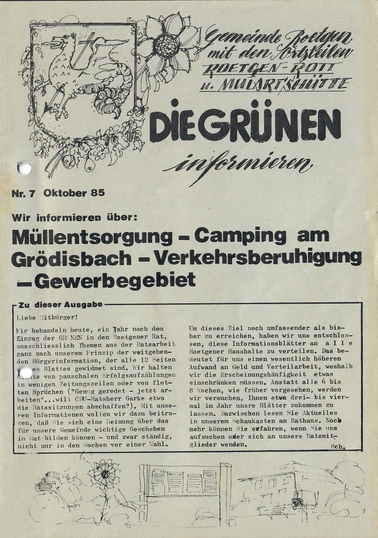 Gemeinde Roetgen
mit den Ortsteilen
ROETGEN-ROTT
u. MULARTSHÜTTE
DIE GRÜNEN
informieren
Nr. 7 Oktober 85
Wir informieren über:
Müllentsorgung – Camping am
Grödisbach – Verkehrsberuhigung
– Gewerbegebiet
Zu dieser Ausgabe
Liebe Mitbürger!
Wir behandeln heute, ein Jahr nach dem
Einzug der GRÜNEN in den Roetgener Rat,
ausschliesslich Themen aus der Ratsarbeit
ganz nach unserem Prinzip der weitgehen-
den Bürgerinformation, der alle 12 Seiten
es Blattes gewidmet sind. Wir halten
ts von pauschalen Erfolgsaufzählungen
in wenigen Zeitungszeilen oder von flot-
ten Sprüchen ("Genug geredet - jetzt ar-
beiten"...will CDU-Ratsherr Garke etwa
die Ratssitzungen abschaffen?). Mit unse-
ren Informationen wollen wir dazu beitra-
gen, daß Sie sich eine Meinung über das
für unsere Gemeinde wichtige Geschehen
im Rat bilden können - und zwar ständig,
nicht nur in den Wochen vor einer Wahl.
Um dieses Ziel noch umfassender als bis-
her zu erreichen, haben wir uns entschlos-
sen, diese Informationsblätter an a l l e
Roetgener Haushalte zu verteilen. Das be-
deutet für uns einen wesentlich höheren
Aufwand an Geld und Verteilarbeit, weshalb
wir die Erscheinungshäufigkeit etwas
einschränken müssen. Anstatt alle 6 bis
8 Wochen, wie früher vorgesehen, werden
wir versuchen, Ihnen etwa drei- bis vier-
mal im Jahr unsere Blätter zukommen zu
lassen. Dazwischen lesen Sie Aktuelles
in unserem Schaukasten am Rathaus. Noch
mehr können Sie erfahren, wenn Sie uns
aufsuchen oder sich an unsere Ratsmit-
glieder wenden. Sch.